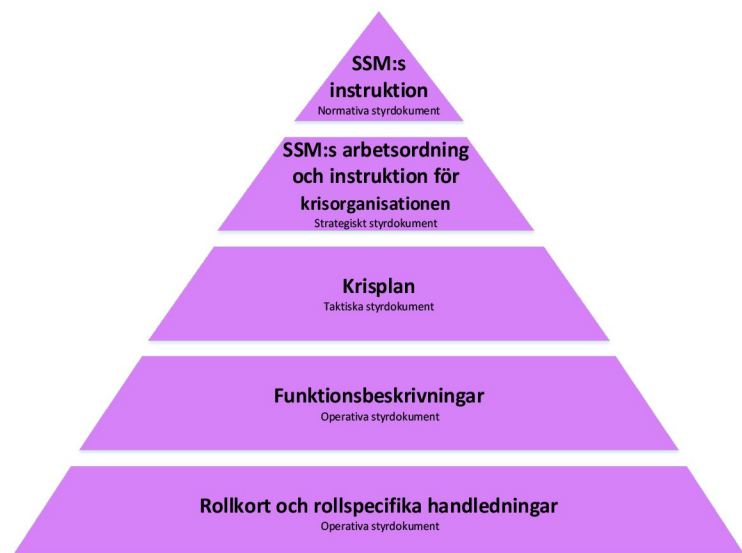 SSM:s
instruktion
Normativa styrdokument
SSM:s arbetsordning
och instruktion för
krisorganisationen
Strategiskt styrdokument
Krisplan
Taktiska styrdokument
Funktionsbeskrivningar
Operativa styrdokument
Rollkort och rollspecifika handledningar
Operativa styrdokument